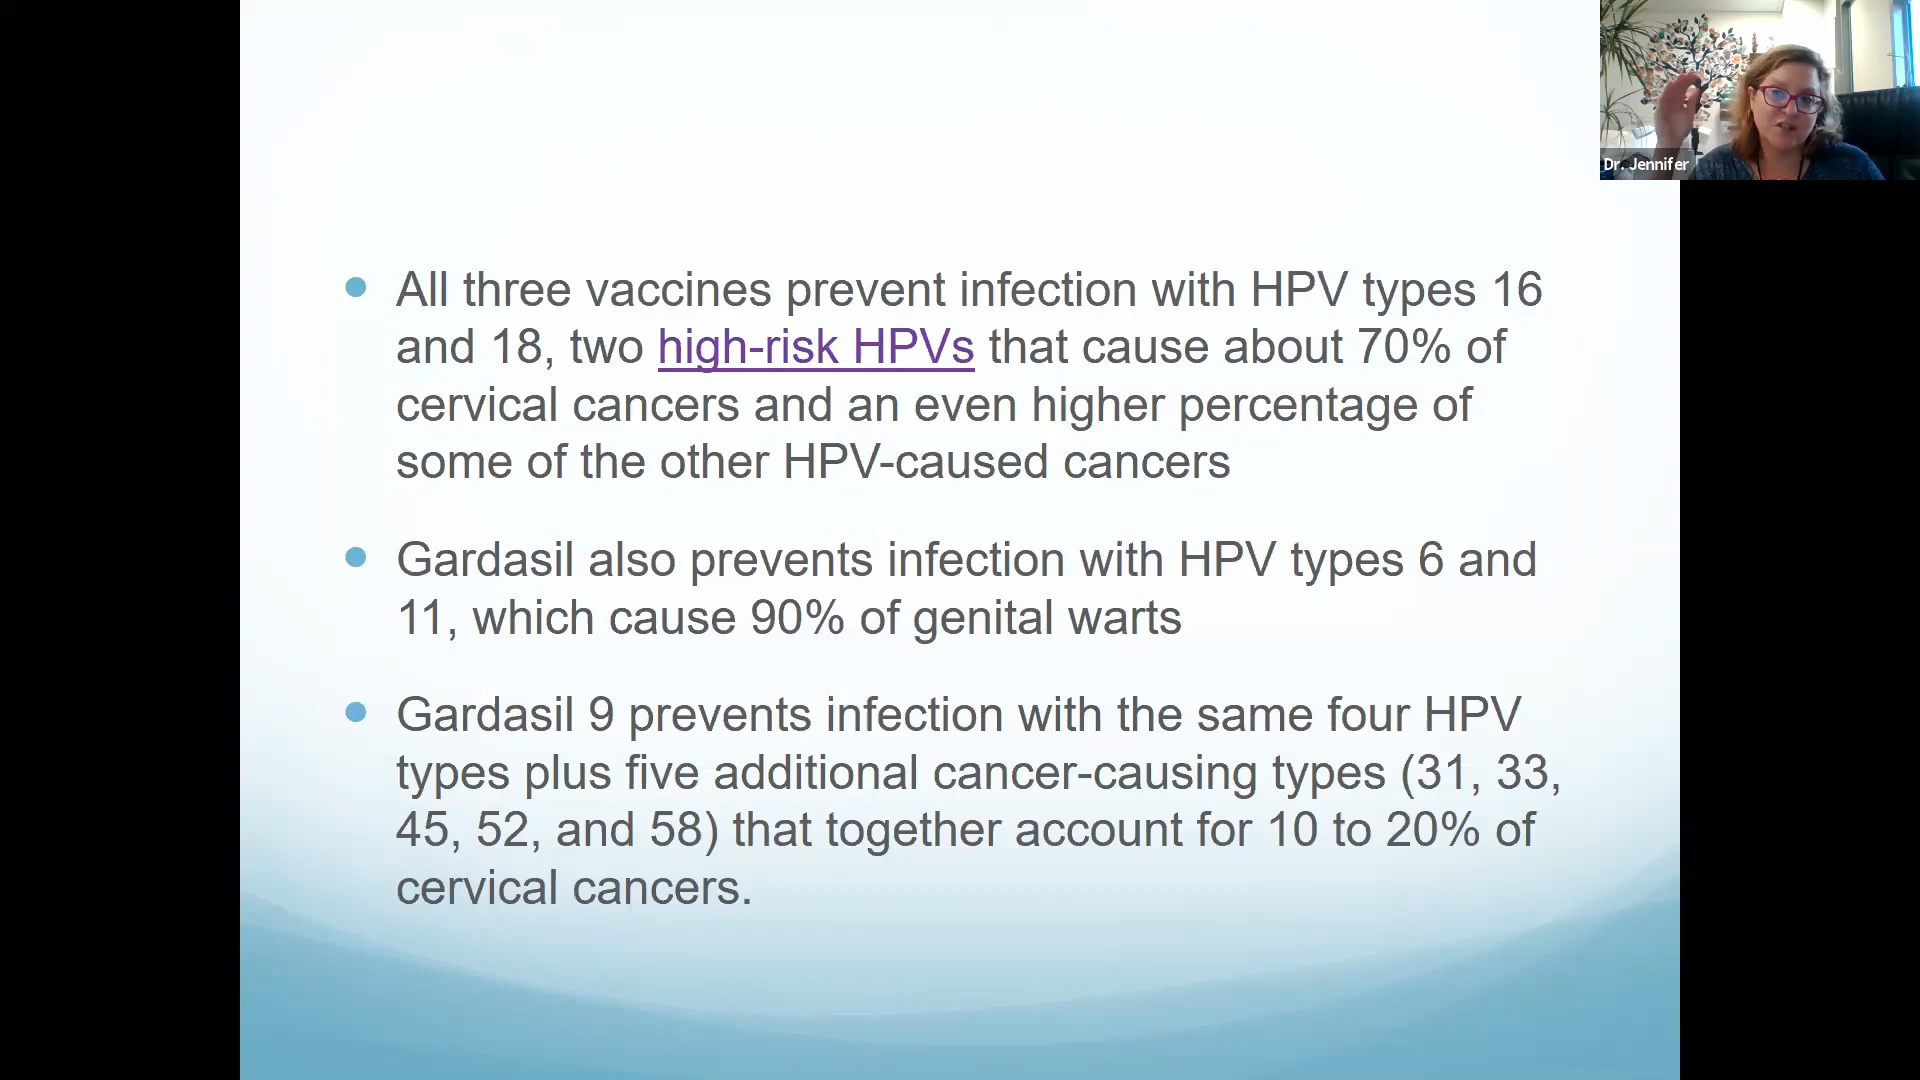 Dr. Jennifer
All three vaccines prevent infection with HPV types 16
and 18, two high-risk HPVs that cause about 70% of
cervical cancers and an even higher percentage of
some of the other HPV-caused cancers
Gardasil also prevents infection with HPV types 6 and
11, which cause 90% of genital warts
Gardasil 9 prevents infection with the same four HPV
types plus five additional cancer-causing types (31, 33,
45, 52, and 58) that together account for 10 to 20% of
cervical cancers.